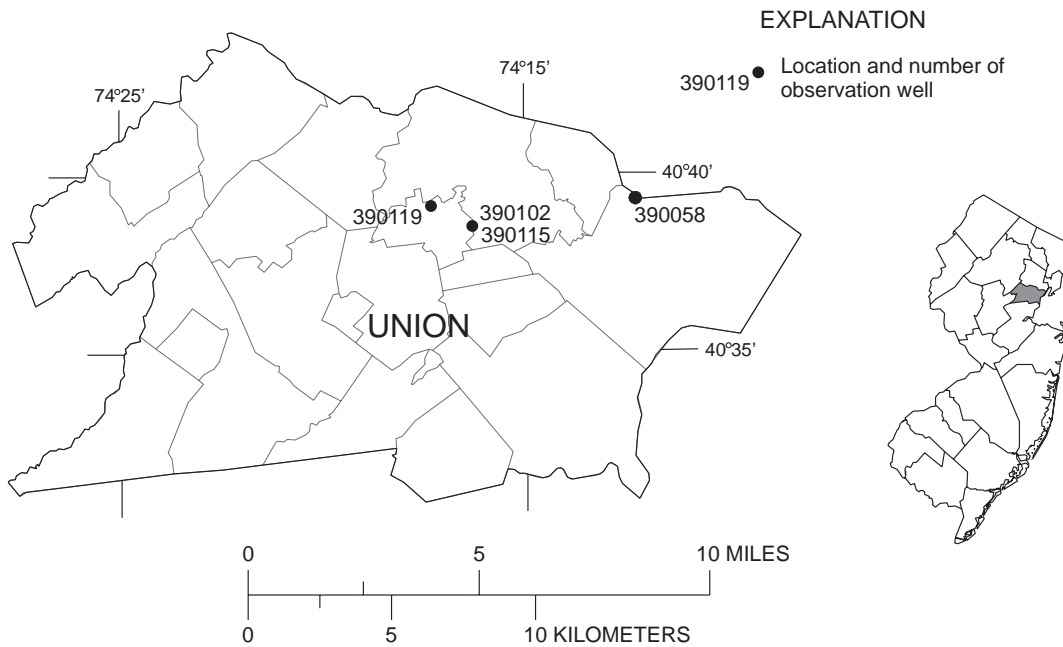 EXPLANATION
390119
Location and number of
observation well
74°25’
74°15’
40°40’
390119
390102
390115
390058
UNION
40°35’
0
5
10 MILES
0
5
10 KILOMETERS